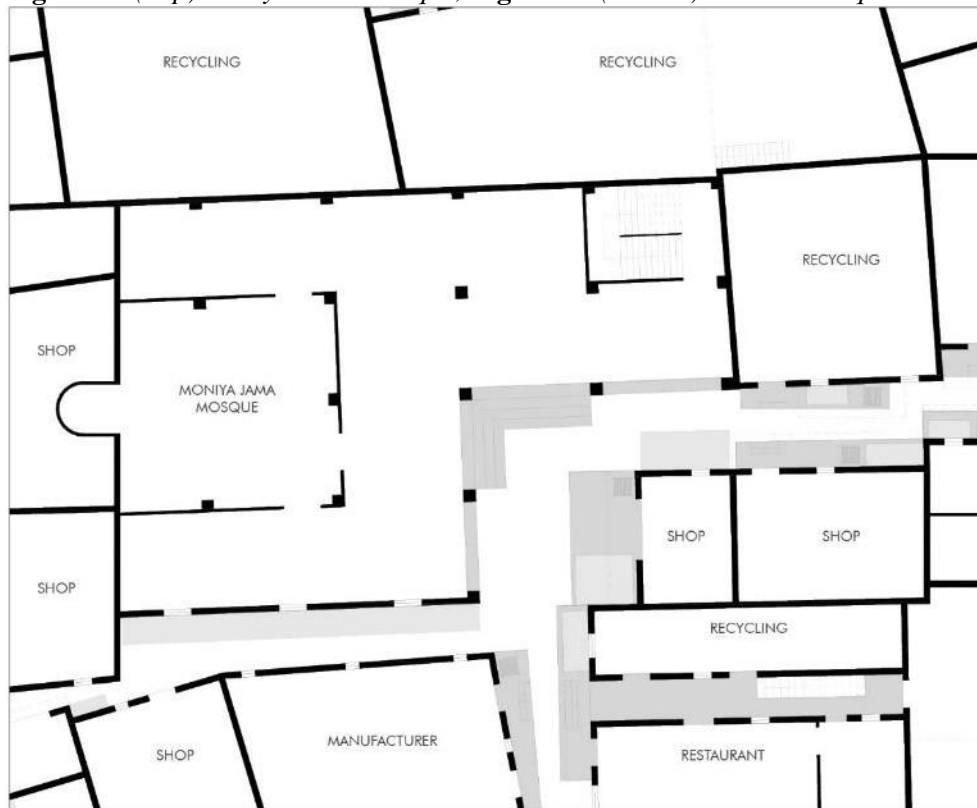 RECYCLING
RECYCLING
RECYCLING
SHOP
MONIYA JAMA
MOSQUE
SHOP
SHOP
SHOP
RECYCLING
SHOP
MANUFACTURER
RESTAURANT